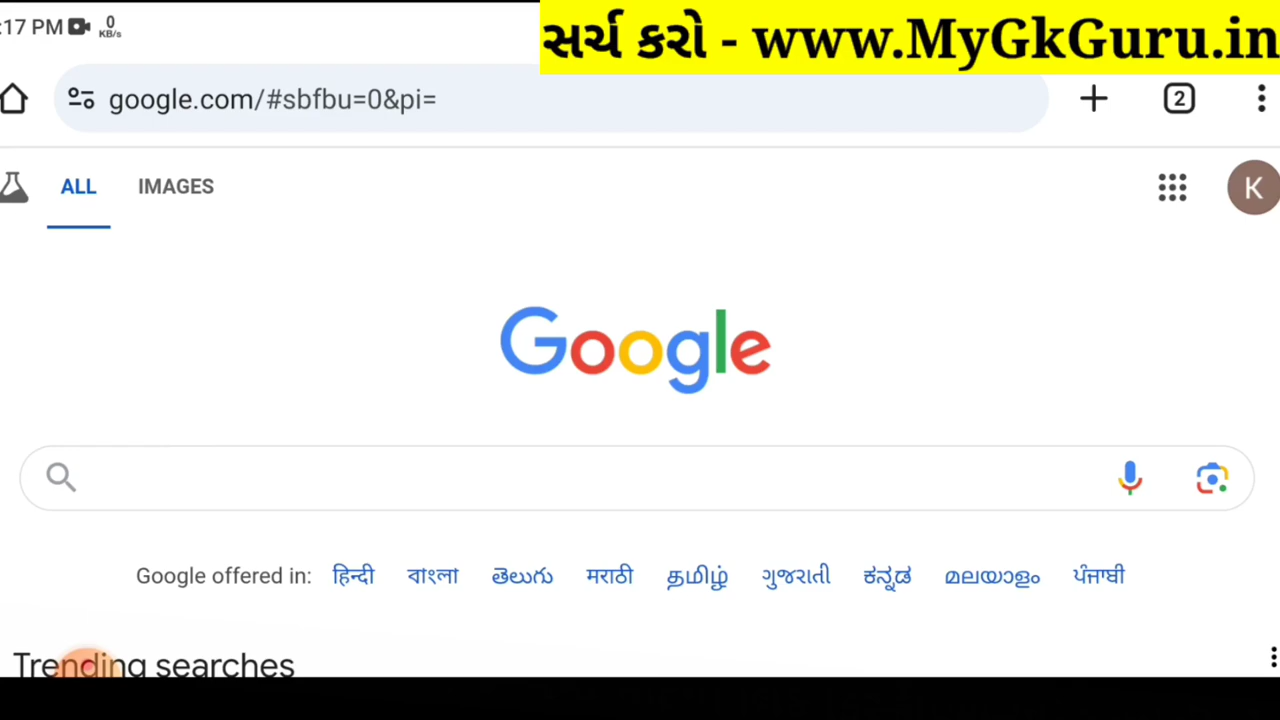 :17 PM 0 KB/s
સર્ચ કરો - www.MyGkGuru.in
google.com/#sbfbu=0&pi=
2
ALL IMAGES
K
Google
Google offered in: हिन्दी বাংলা తెలుగు मराठी தமிழ் ગુજરાતી ಕನ್ನಡ മലയാളം ਪੰਜਾਬੀ
Trending searches